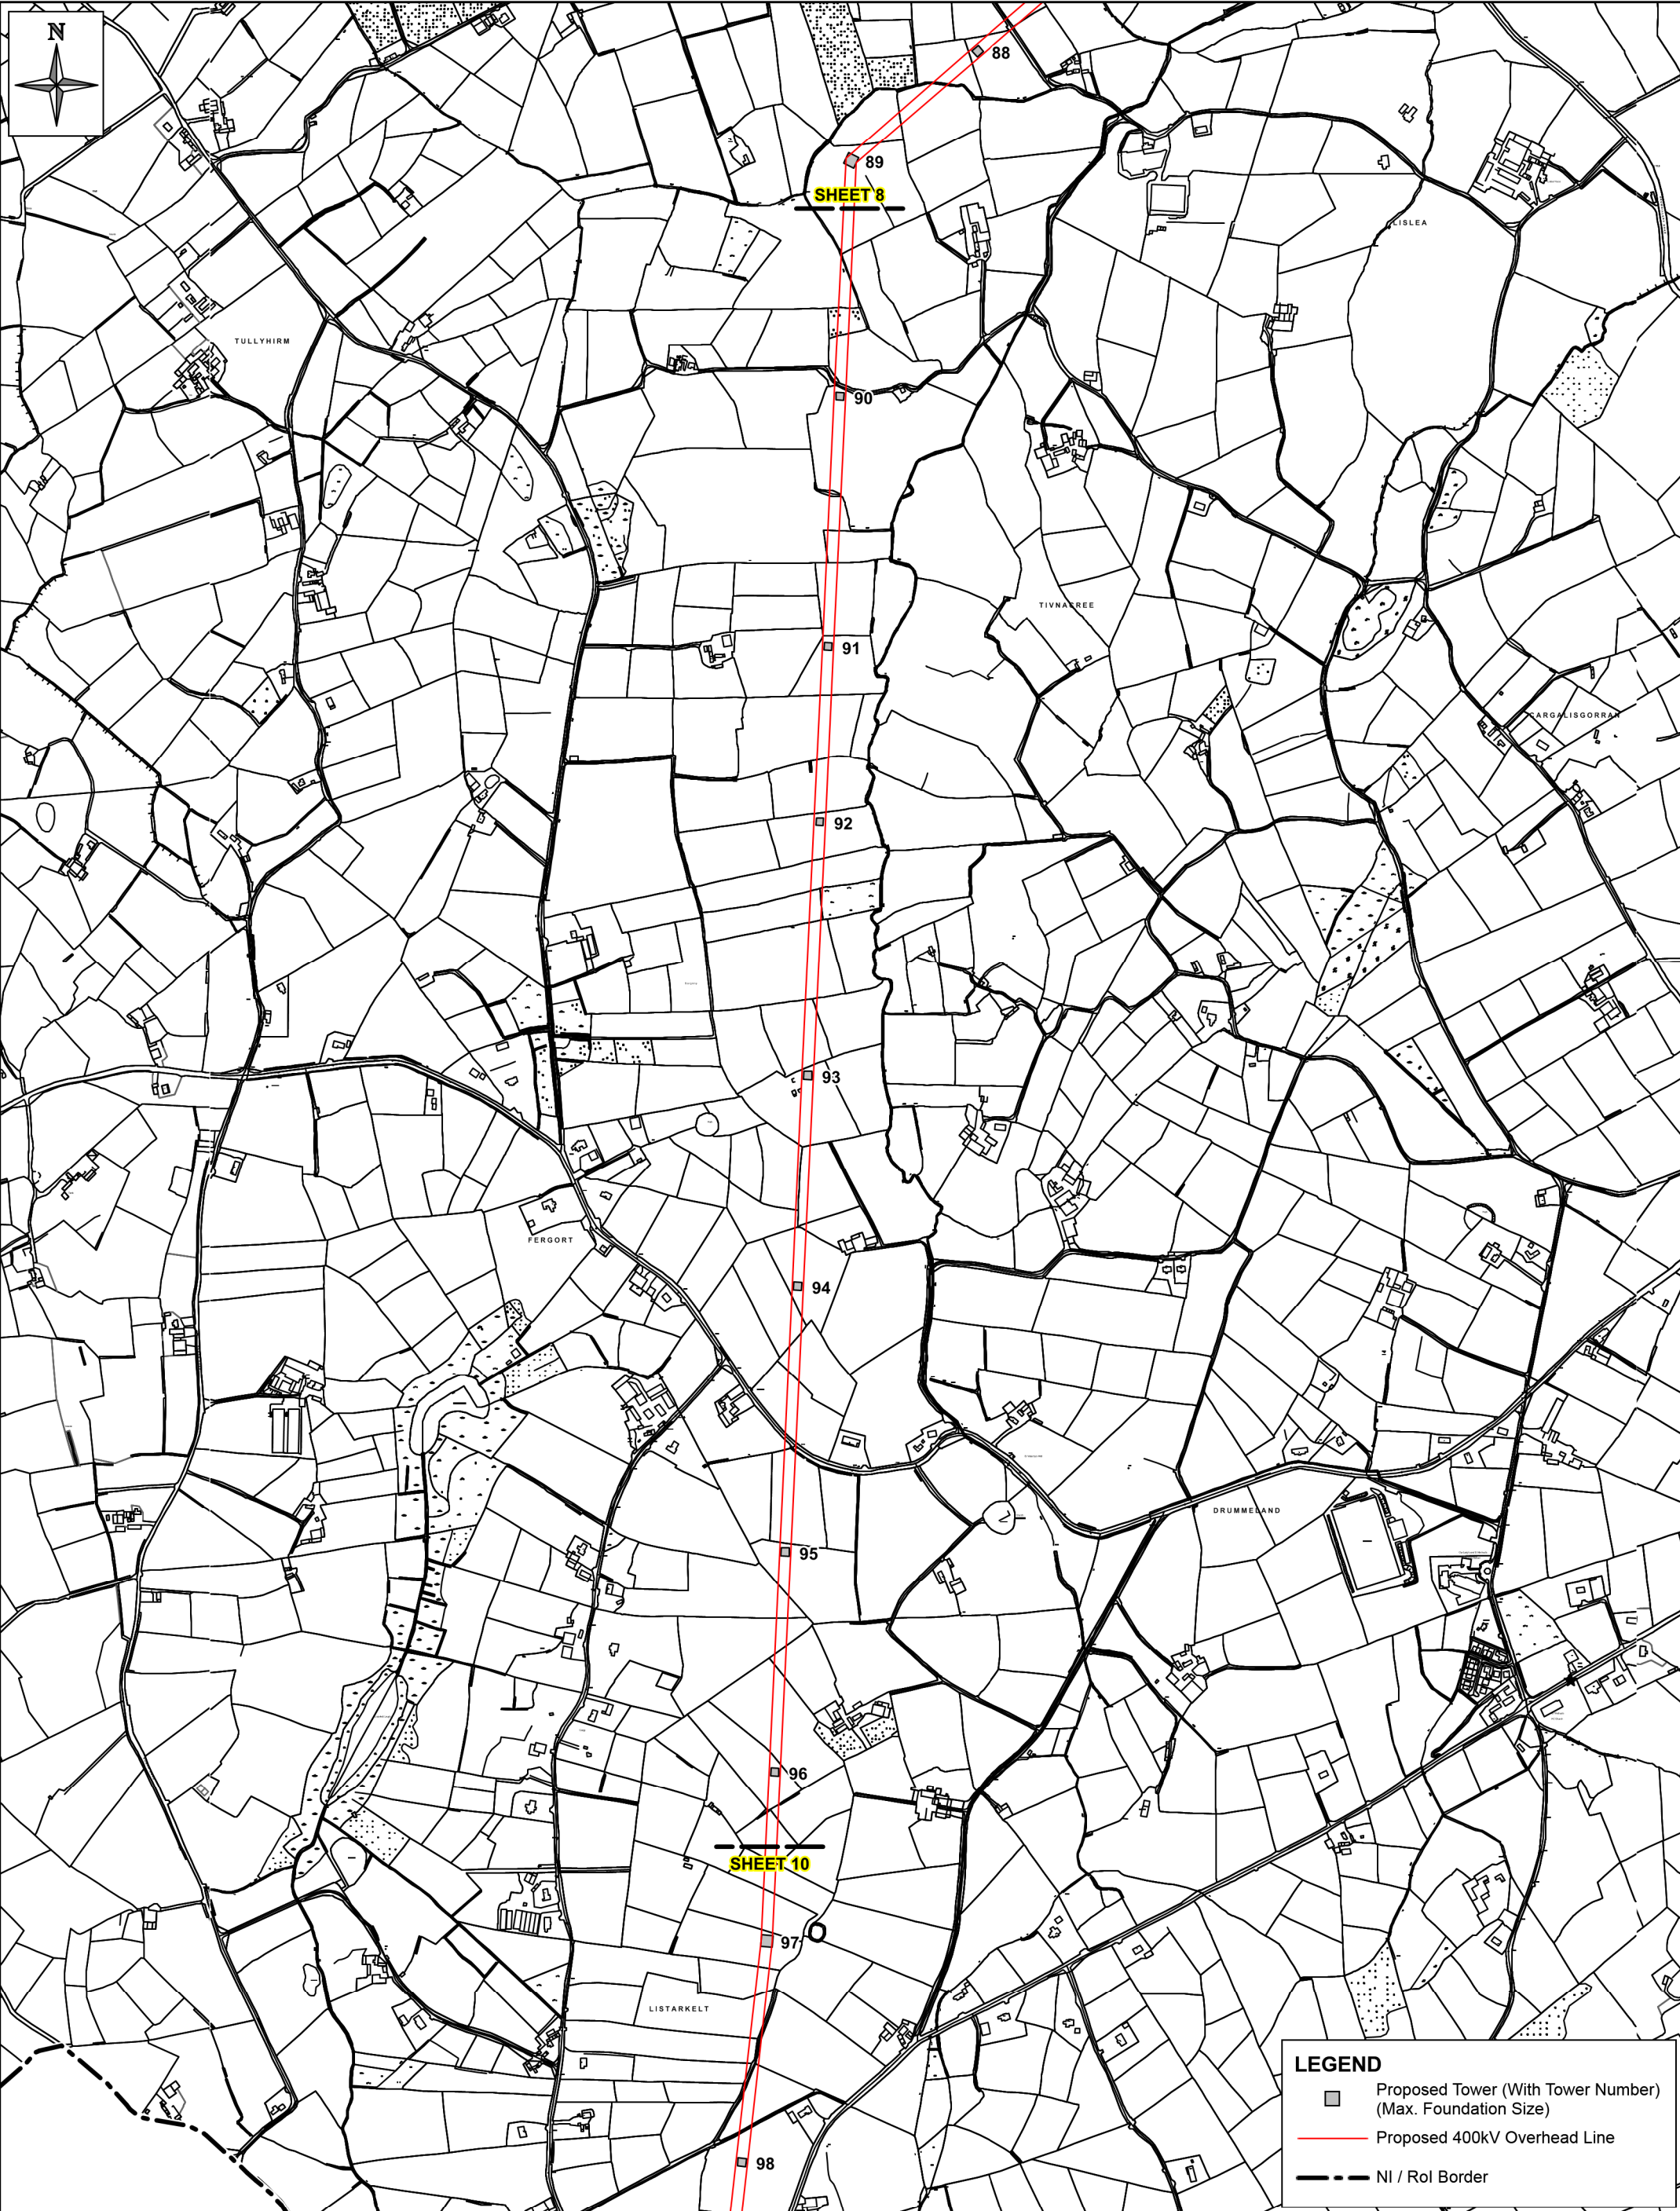 N
88
89
SHEET 8
LISLEA
TULLYHIRM
90
TIVNACREE
91
CARGALISGORRAN
92
93
FERGORT
94
DRUMMELAND
95
96
SHEET 10
97
LISTARKELT
98
LEGEND
Proposed Tower (With Tower Number)
(Max. Foundation Size)
Proposed 400kV Overhead Line
NI / RoI Border